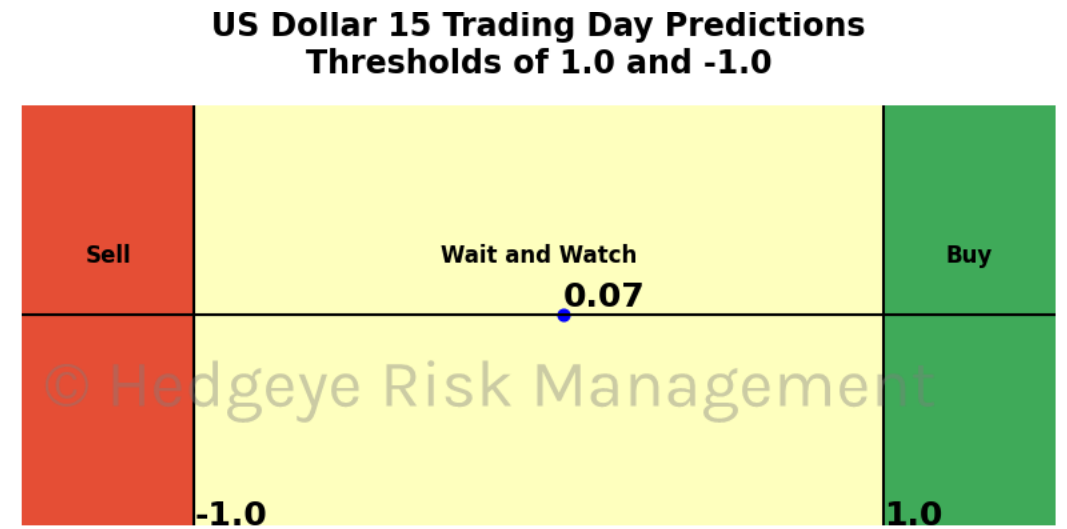 US Dollar 15 Trading Day Predictions
Thresholds of 1.0 and -1.0
Sell
Wait and Watch
Buy
0.07
© Hedgeye Risk Management
-1.0
1.0